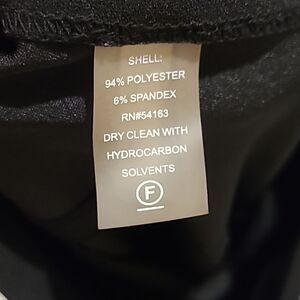 SHELL:
94% POLYESTER
6% SPANDEX
RN#54163
DRY CLEAN WITH
HYDROCARBON
SOLVENTS
F